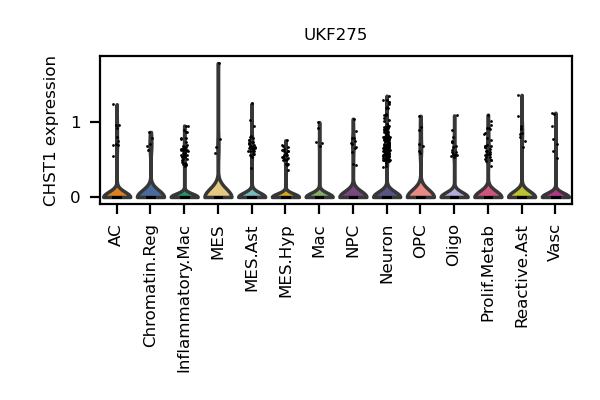 UKF275
CHST1 expression
1
0
AC
Chromatin.Reg
Inflammatory.Mac
MES
MES.Ast
MES.Hyp
Mac
NPC
Neuron
OPC
Oligo
Prolif.Metab
Reactive.Ast
Vasc